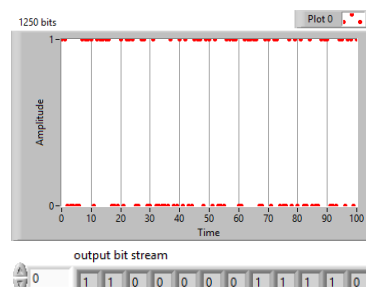 1250 bits
Plot 0
1
Amplitude
0
0 10 20 30 40 50 60 70 80 90 100
Time
output bit stream
0
1 1 0 0 0 0 0 1 1 1 1 0